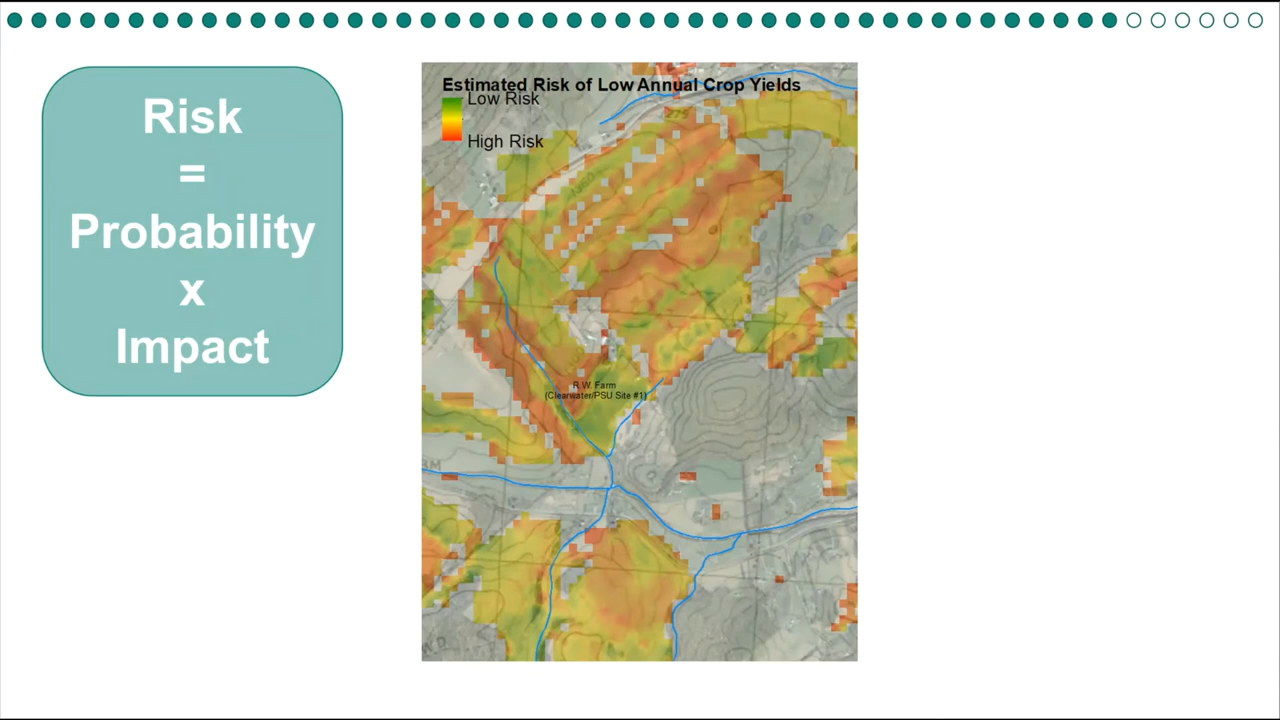 Risk
=
Probability
x
Impact
Estimated Risk of Low Annual Crop Yields
Low Risk
High Risk
275
R.W. Farm
(Clearwater/PSU Site #1)